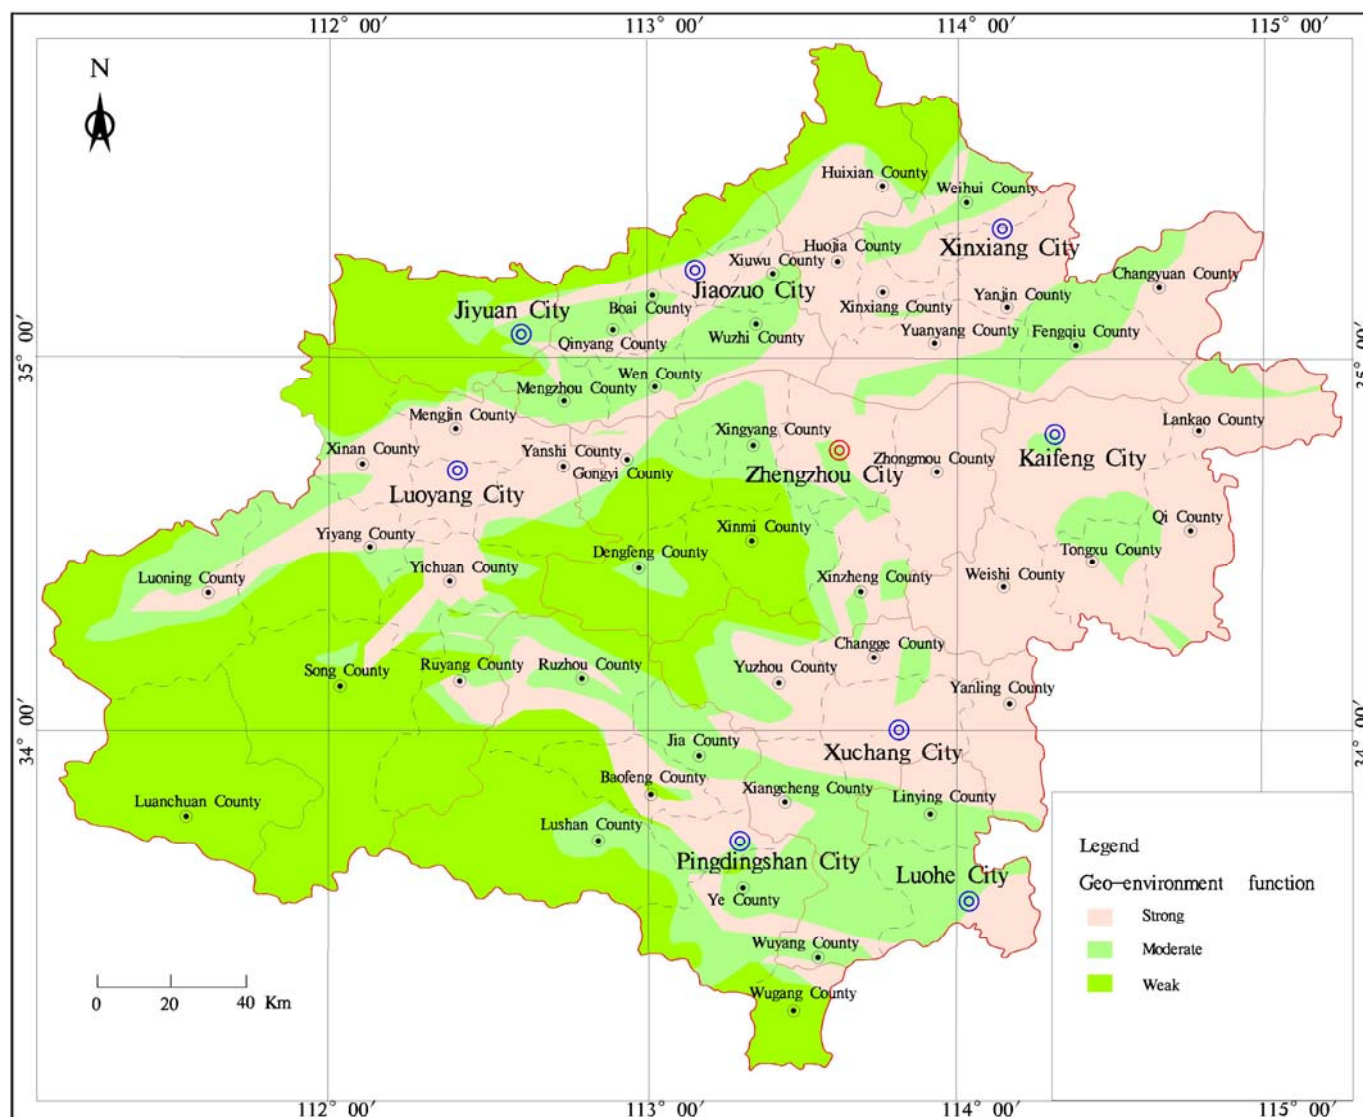 112° 00′ 113° 00′ 114° 00′ 115° 00′
N
Huixian County
Weihui County
Xinxiang City
Huojia County
Xiuwu County
Changyuan County
Jiaozuo City
Xinxiang County
Yanjin County
Jiyuan City
Boai County
Yuanyang County
Fengqiu County
Wuzhi County
Qinyang County
35° 00′
35° 00′
Wen County
Mengzhou County
Mengjin County
Lankao County
Xingyang County
Xinan County
Yanshi County
Zhongmou County
Kaifeng City
Gongyi County
Zhengzhou City
Luoyang City
Qi County
Xinmi County
Yiyang County
Dengfeng County
Tongxu County
Yichuan County
Luoning County
Xinzheng County
Weishi County
Changge County
Song County
Ruyang County
Ruzhou County
Yuzhou County
Yanling County
34° 00′
34° 00′
Jia County
Xuchang City
Baofeng County
Xiangcheng County
Linying County
Luanchuan County
Lushan County
Pingdingshan City
Luohe City
Ye County
Wuyang County
Wugang County
Legend
Geo-environment function
Strong
Moderate
Weak
0 20 40 Km
112° 00′ 113° 00′ 114° 00′ 115° 00′